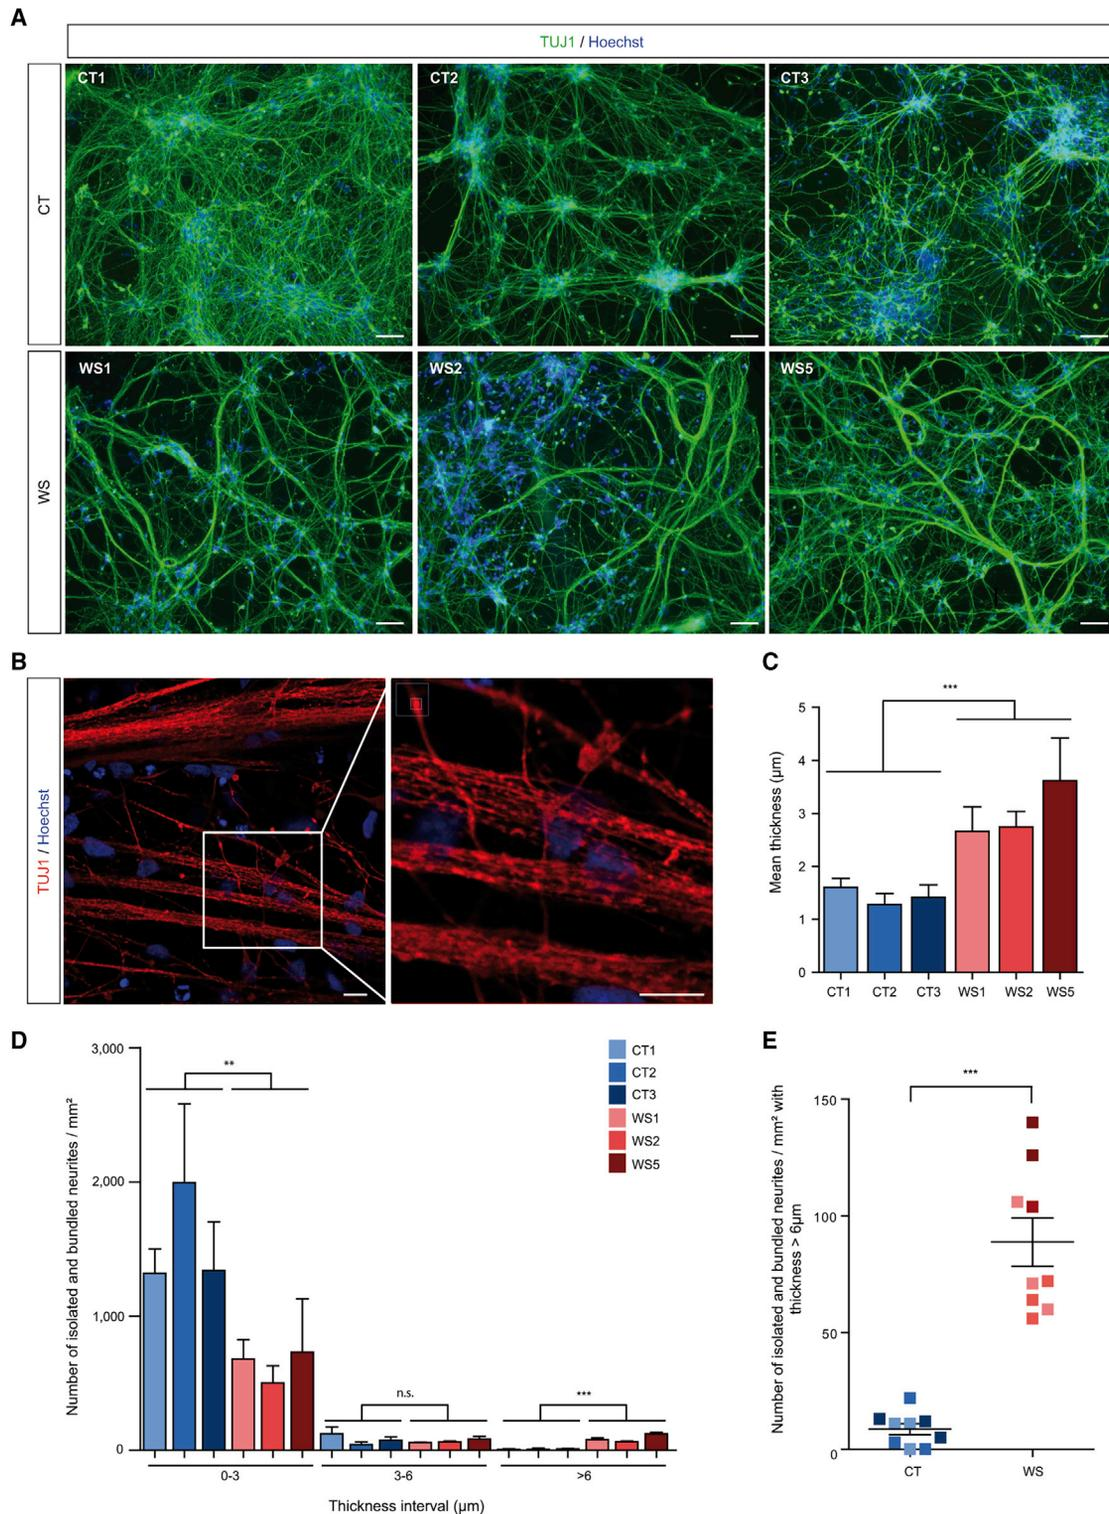 A
TUJ1 / Hoechst
CT
CT1
CT2
CT3
WS
WS1
WS2
WS5
B
TUJ1 / Hoechst
C
***
Mean thickness (µm)
5
4
3
2
1
0
CT1 CT2 CT3 WS1 WS2 WS5
D
Number of isolated and bundled neurites / mm²
3,000
2,000
1,000
0
**
n.s.
***
0-3 3-6 >6
Thickness interval (µm)
CT1
CT2
CT3
WS1
WS2
WS5
E
***
Number of isolated and bundled neurites / mm² with
thickness > 6µm
150
100
50
0
CT WS